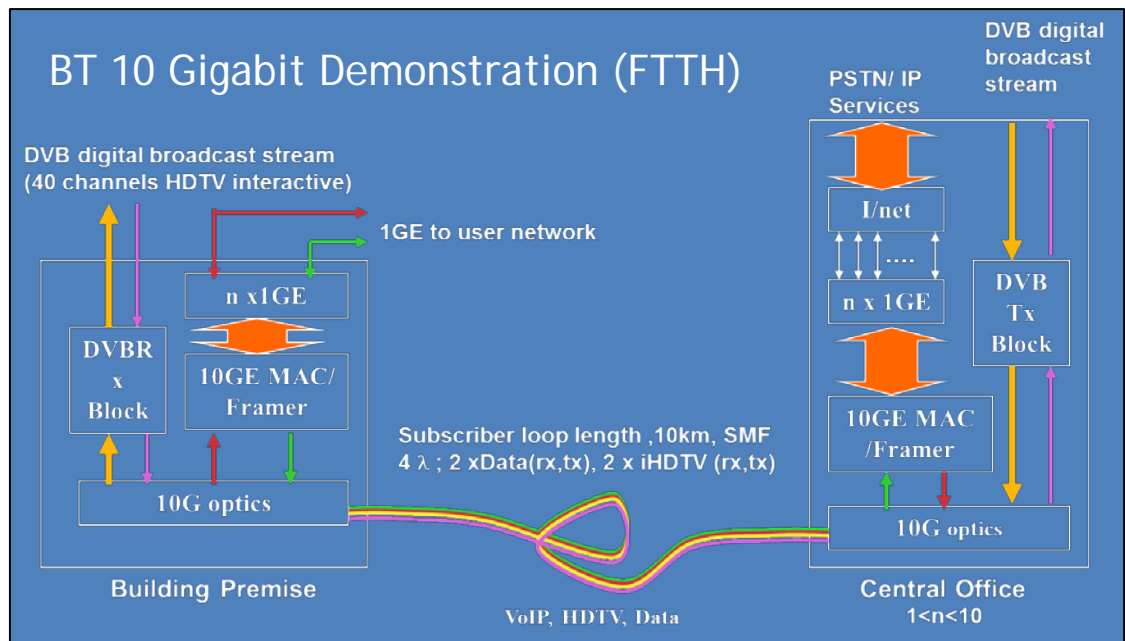 BT 10 Gigabit Demonstration (FTTH)
DVB digital broadcast stream
(40 channels HDTV interactive)
1GE to user network
n x1GE
DVBR
x
Block
10GE MAC/
Framer
10G optics
Building Premise
Subscriber loop length ,10km, SMF
4 λ ; 2 xData(rx,tx), 2 x iHDTV (rx,tx)
VoIP, HDTV, Data
DVB digital
broadcast
stream
PSTN/ IP
Services
I/net
....
n x 1GE
DVB
Tx
Block
10GE MAC
/Framer
10G optics
Central Office
1<n<10